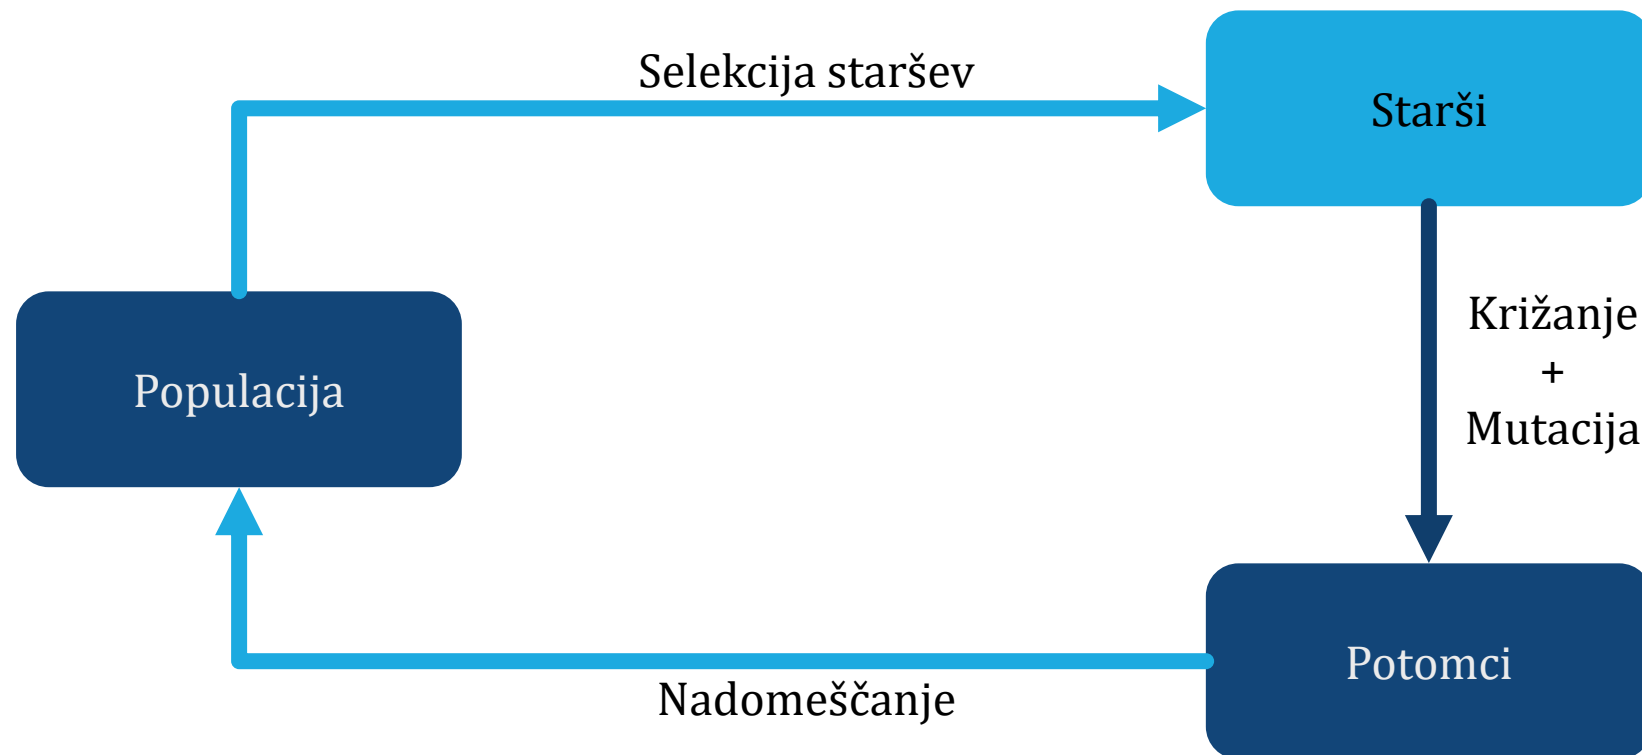 Selekcija staršev
Starši
Križanje
+
Mutacija
Populacija
Potomci
Nadomeščanje